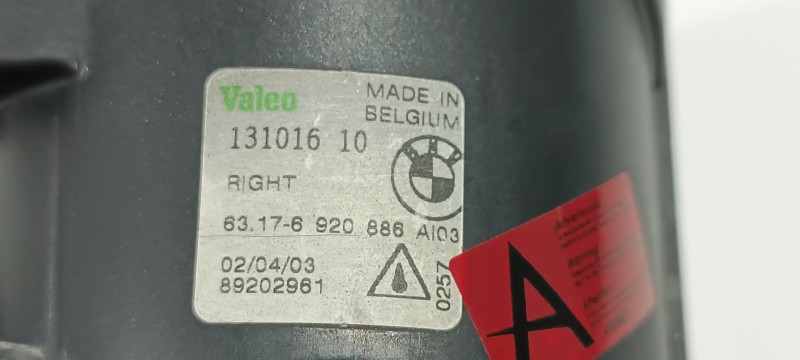 Valeo
MADE IN
BELGIUM
131016 10
RIGHT
63.17-6 920 886 AI03
02/04/03
89202961
0257
A